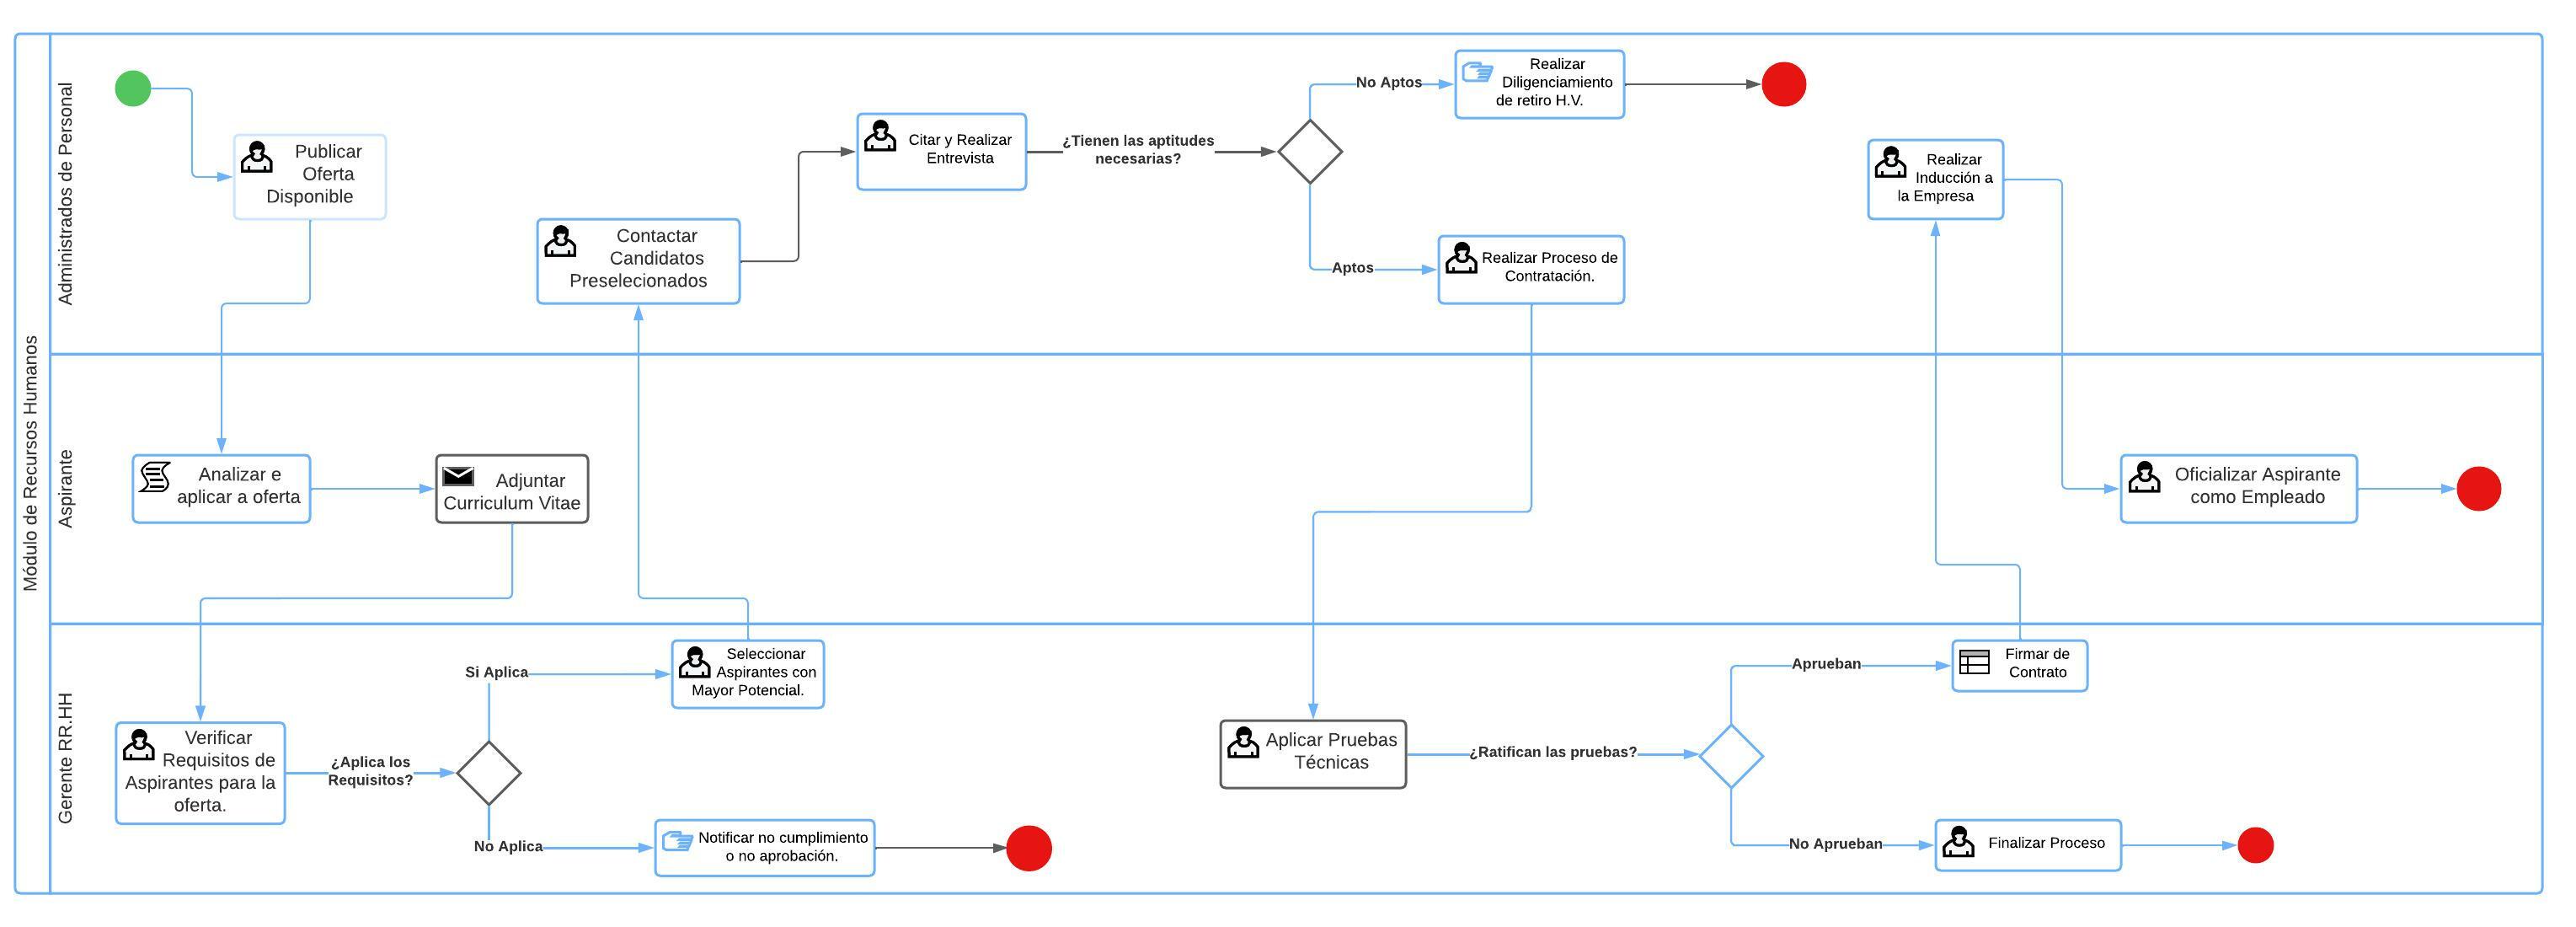 Módulo de Recursos Humanos
Administrados de Personal
Publicar
Oferta
Disponible
Contactar
Candidatos
Preselecionados
Citar y Realizar
Entrevista
¿Tienen las aptitudes
necesarias?
No Aptos
Realizar
Diligenciamiento
de retiro H.V.
Aptos
Realizar Proceso de
Contratación.
Realizar
Inducción a
la Empresa
Aspirante
Analizar e
aplicar a oferta
Adjuntar
Curriculum Vitae
Oficializar Aspirante
como Empleado
Gerente RR.HH
Verificar
Requisitos de
Aspirantes para la
oferta.
¿Aplica los
Requisitos?
Si Aplica
Seleccionar
Aspirantes con
Mayor Potencial.
No Aplica
Notificar no cumplimiento
o no aprobación.
Aplicar Pruebas
Técnicas
¿Ratifican las pruebas?
Aprueban
Firmar de
Contrato
No Aprueban
Finalizar Proceso